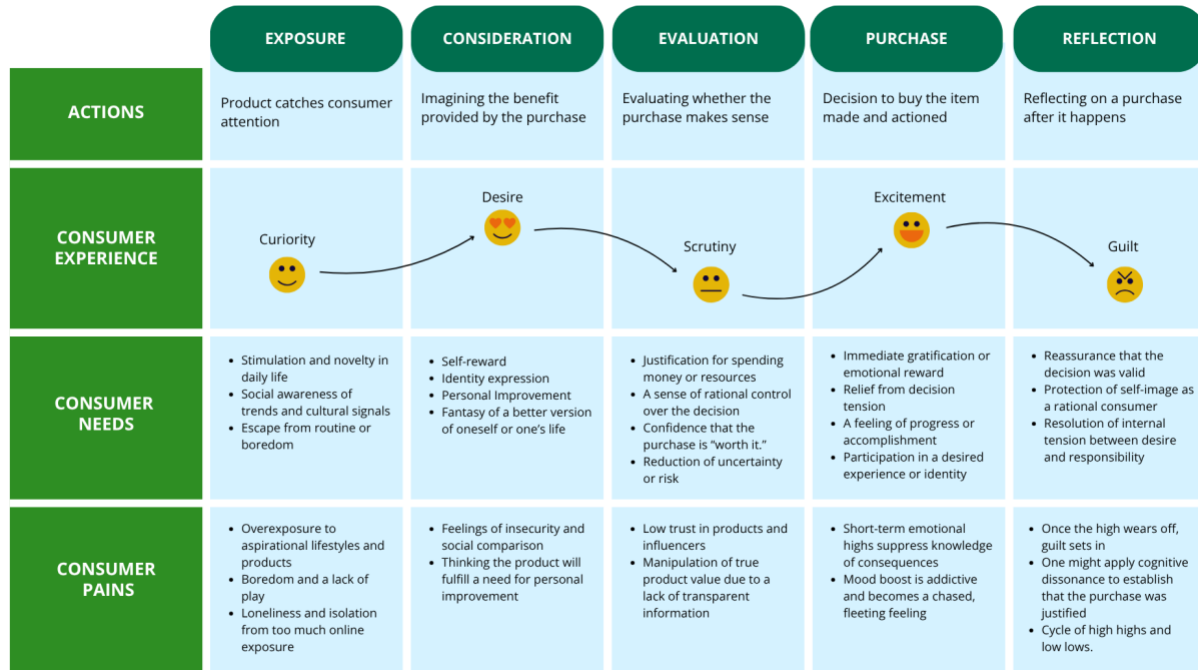 EXPOSURE
CONSIDERATION
EVALUATION
PURCHASE
REFLECTION
ACTIONS
Product catches consumer
attention
Imagining the benefit
provided by the purchase
Evaluating whether the
purchase makes sense
Decision to buy the item
made and actioned
Reflecting on a purchase
after it happens
CONSUMER
EXPERIENCE
Curiority
Desire
Scrutiny
Excitement
Guilt
CONSUMER
NEEDS
• Stimulation and novelty in
daily life
• Social awareness of
trends and cultural signals
• Escape from routine or
boredom
• Self-reward
• Identity expression
• Personal Improvement
• Fantasy of a better version
of oneself or one's life
• Justification for spending
money or resources
• A sense of rational control
over the decision
• Confidence that the
purchase is "worth it."
• Reduction of uncertainty
or risk
• Immediate gratification or
emotional reward
• Relief from decision
tension
• A feeling of progress or
accomplishment
• Participation in a desired
experience or identity
• Reassurance that the
decision was valid
• Protection of self-image as
a rational consumer
• Resolution of internal
tension between desire
and responsibility
CONSUMER
PAINS
• Overexposure to
aspirational lifestyles and
products
• Boredom and a lack of
play
• Loneliness and isolation
from too much online
exposure
• Feelings of insecurity and
social comparison
• Thinking the product will
fulfill a need for personal
improvement
• Low trust in products and
influencers
• Manipulation of true
product value due to a
lack of transparent
information
• Short-term emotional
highs suppress knowledge
of consequences
• Mood boost is addictive
and becomes a chased,
fleeting feeling
• Once the high wears off,
guilt sets in
• One might apply cognitive
dissonance to establish
that the purchase was
justified
• Cycle of high highs and
low lows.